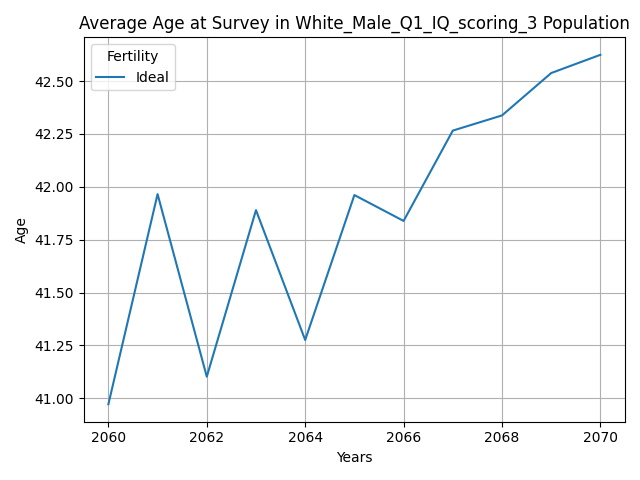 Average Age at Survey in White_Male_Q1_IQ_scoring_3 Population
Fertility
Ideal
42.50
42.25
42.00
41.75
41.50
41.25
41.00
Age
2060 2062 2064 2066 2068 2070
Years